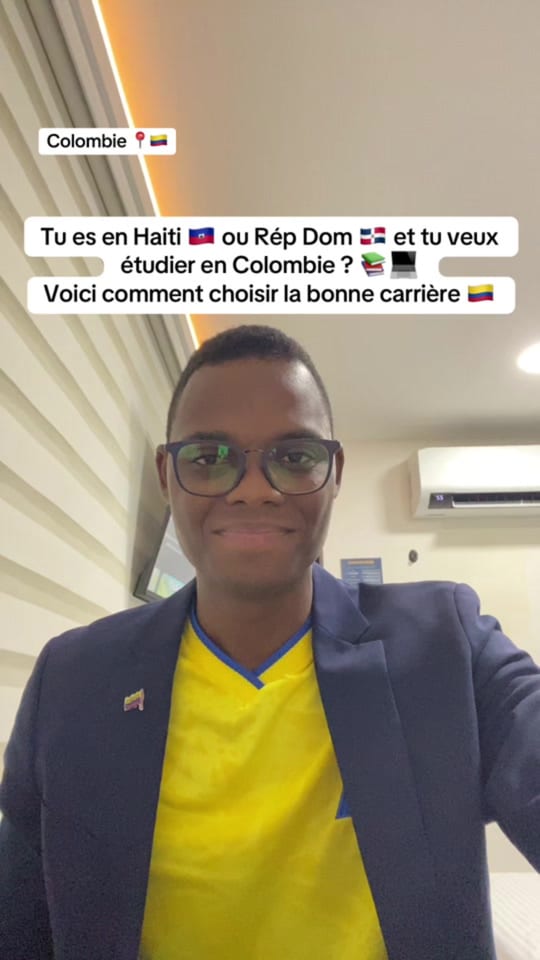 Colombie📍🇨🇴
Tu es en Haiti 🇭🇹 ou Rép Dom 🇩🇴 et tu veux
étudier en Colombie ? 📚💻
Voici comment choisir la bonne carrière 🇨🇴